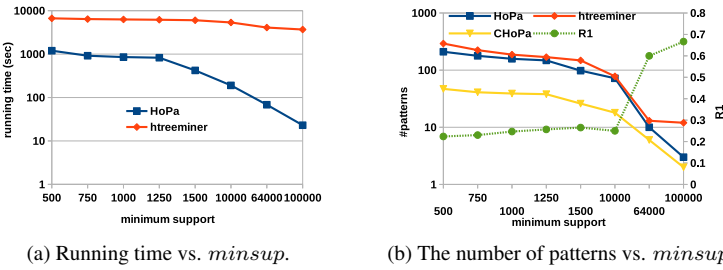 10000
1000
100
10
1
running time (sec)
HoPa
htreeminer
500 750 1000 1250 1500 10000 64000 100000
minimum support
(a) Running time vs. minsup.
1000
100
10
1
#patterns
HoPa htreeminer
CHoPa R1
0.8
0.7
0.6
0.5
0.4
0.3
0.2
0.1
0
R1
500 750 1000 1250 1500 10000 64000 100000
minimum support
(b) The number of patterns vs. minsup